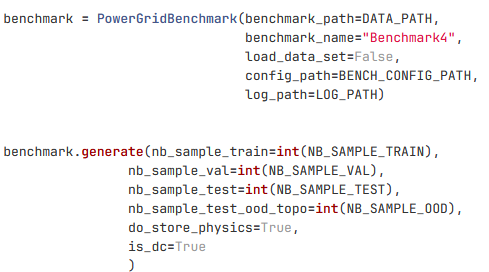 benchmark = PowerGridBenchmark(benchmark_path=DATA_PATH,
                               benchmark_name="Benchmark4",
                               load_data_set=False,
                               config_path=BENCH_CONFIG_PATH,
                               log_path=LOG_PATH)
benchmark.generate(nb_sample_train=int(NB_SAMPLE_TRAIN),
                nb_sample_val=int(NB_SAMPLE_VAL),
                nb_sample_test=int(NB_SAMPLE_TEST),
                nb_sample_test_ood_topo=int(NB_SAMPLE_OOD),
                do_store_physics=True,
                is_dc=True
                )